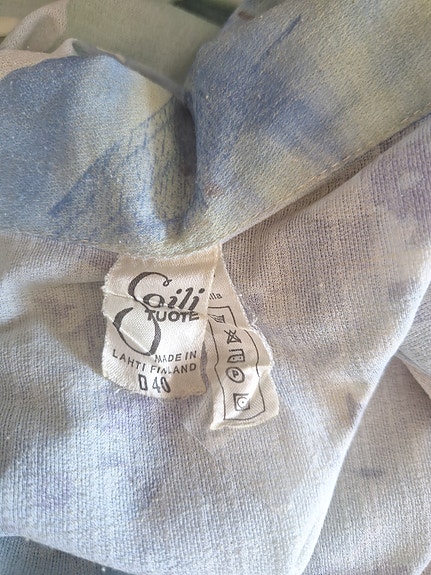 Saili
TUOTE
MADE IN
LAHTI FINLAND
D 40
A